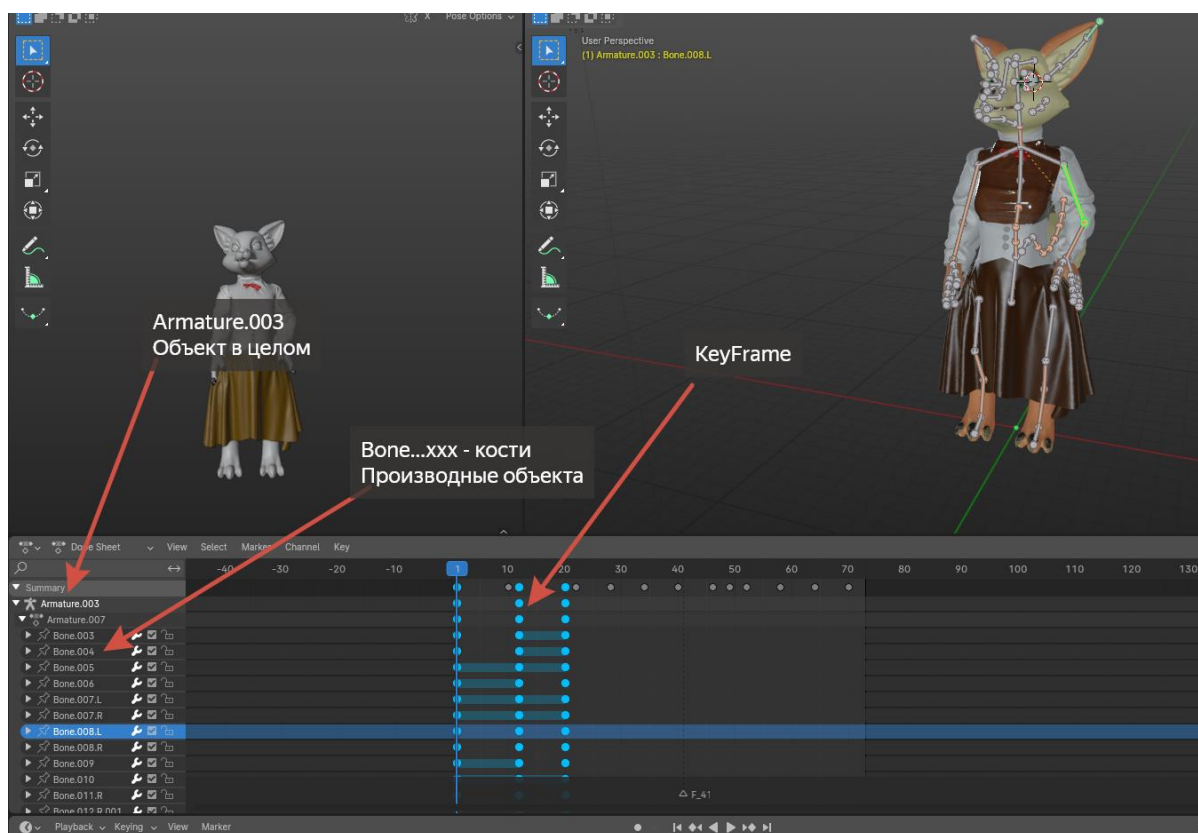 X Pose Options
User Perspective
(1) Armature.003 : Bone.008.L
Armature.003
Объект в целом
KeyFrame
Bone...xxx - кости
Производные объекта
Dope Sheet View Select Marker Channel Key
-40 -30 -20 -10 1 10 20 30 40 50 60 70 80 90 100 110 120 130
Summary
Armature.003
Armature.007
Bone.003
Bone.004
Bone.005
Bone.006
Bone.007.L
Bone.007.R
Bone.008.L
Bone.008.R
Bone.009
Bone.010
Bone.011.R
F_41
Bone.012.R.001
Playback Keying View Marker